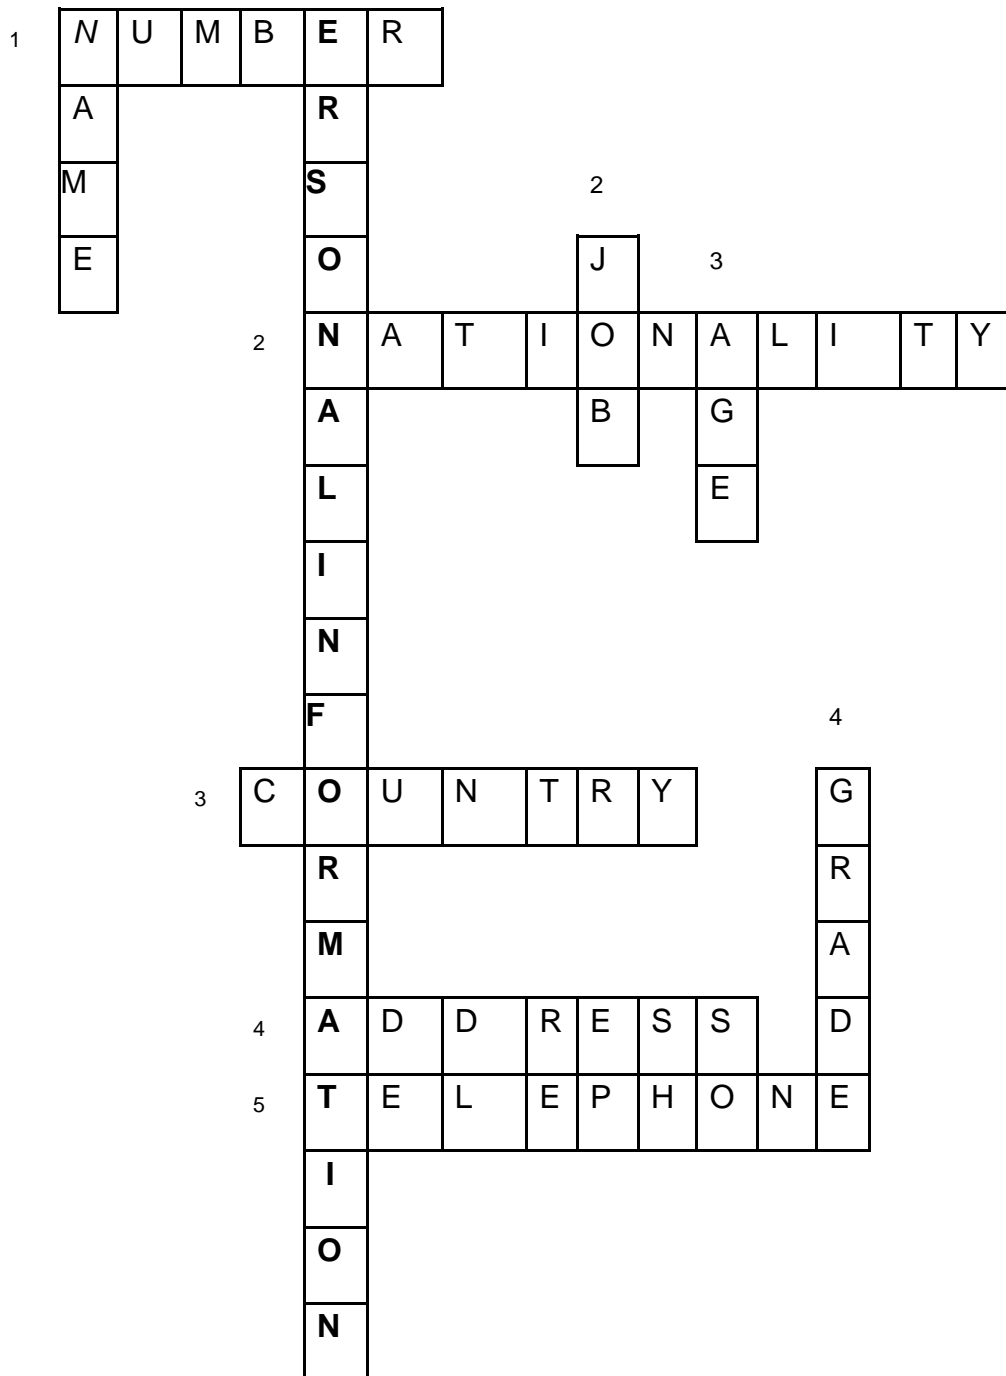 1 N U M B E R
A R
M S 2
E O J 3
2 N A T I O N A L I T Y
A B G
L E
I
N
F 4
3 C O U N T R Y G
R R
M A
4 A D D R E S S D
5 T E L E P H O N E
I
O
N